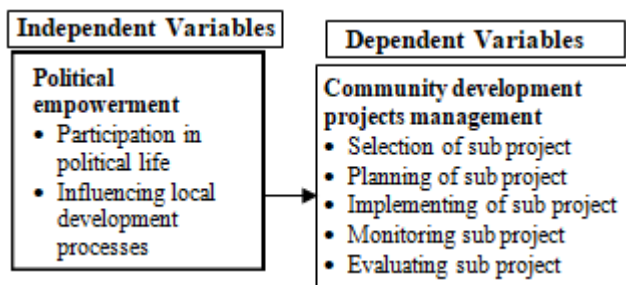 Independent Variables
Political
empowerment
• Participation in
political life
• Influencing local
development
processes
Dependent Variables
Community development
projects management
• Selection of sub project
• Planning of sub project
• Implementing of sub project
• Monitoring sub project
• Evaluating sub project